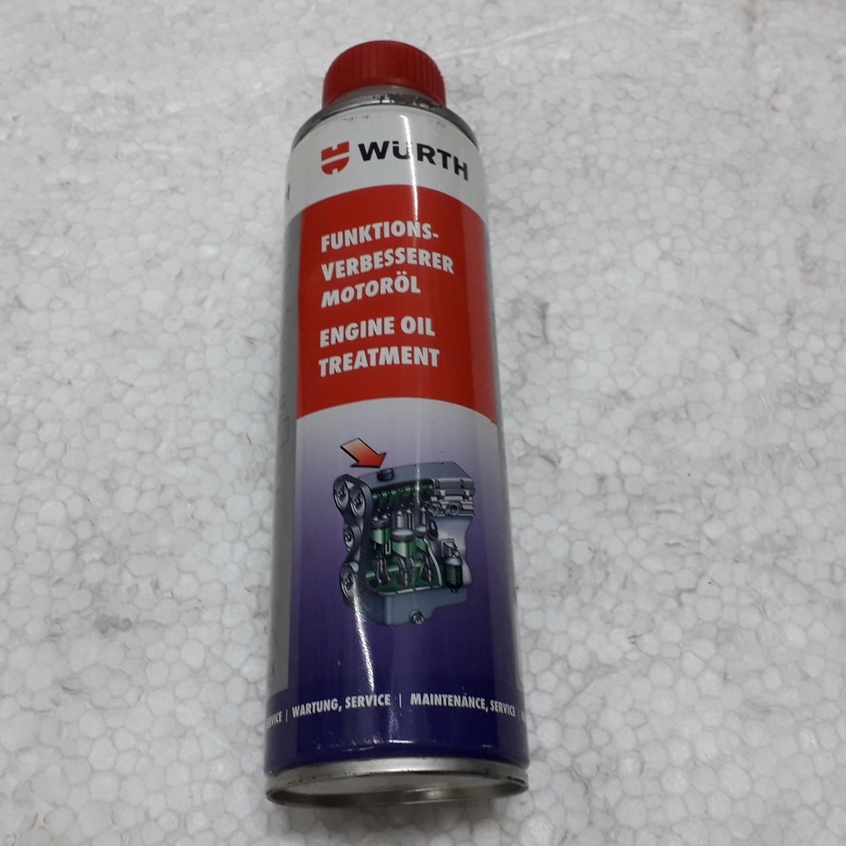 WÜRTH
FUNKTIONS-
VERBESSERER
MOTORÖL
ENGINE OIL
TREATMENT
WARTUNG, SERVICE | MAINTENANCE, SERVICE